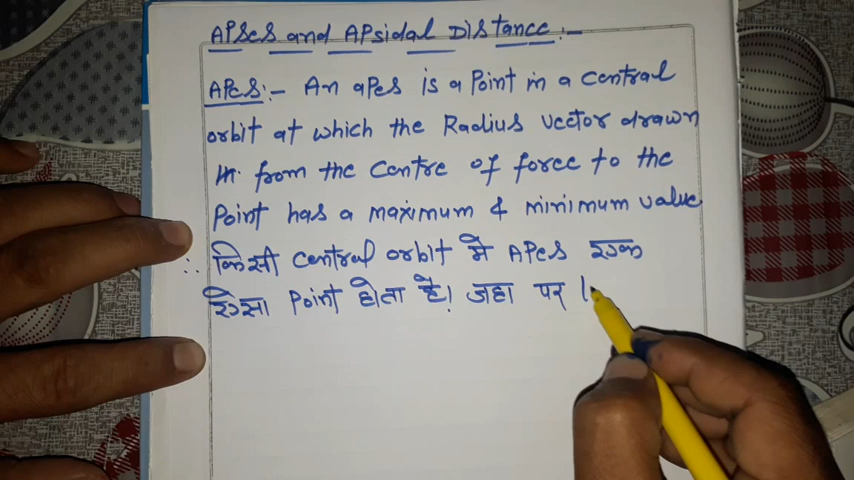 APSes and APsidal DIstance :-
APeS :- An apes is a Point in a central
orbit at which the Radius vector drawn
from the centre of force to the
Point has a maximum & minimum value
∴ किसी central orbit मे APes एक
ऐसा Point होता है। जहा पर